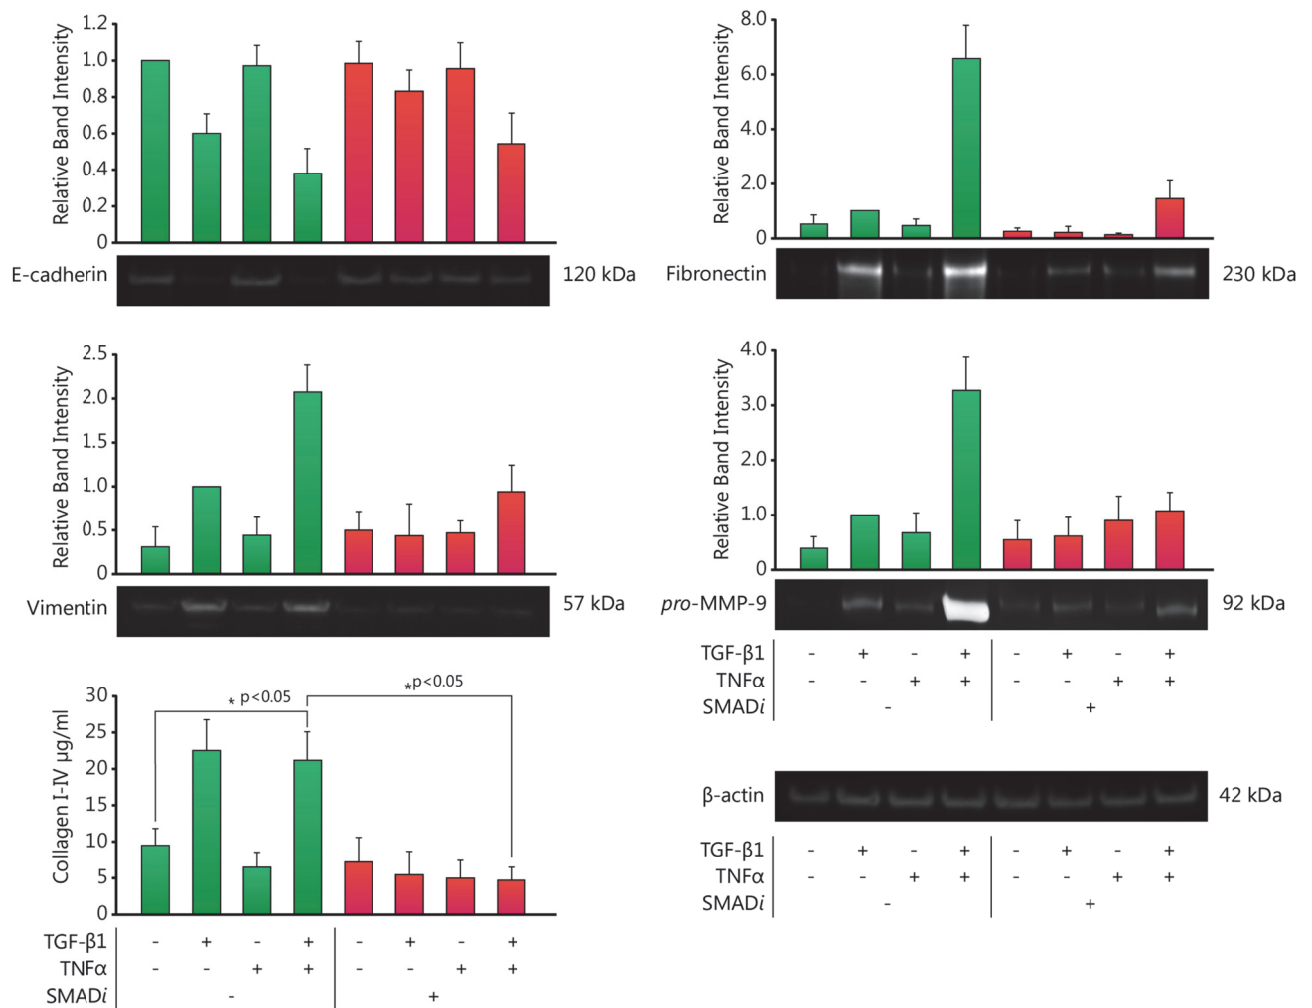 Relative Band Intensity
1.2
1.0
0.8
0.6
0.4
0.2
0
E-cadherin
120 kDa
Relative Band Intensity
2.5
2.0
1.5
1.0
0.5
0
Vimentin
57 kDa
Collagen I-IV µg/ml
30
25
20
15
10
5
0
* p<0.05
*p<0.05
TGF-β1 - + - + - + - +
TNFα - - + + - - + +
SMADi - +
Relative Band Intensity
8.0
6.0
4.0
2.0
0
Fibronectin
230 kDa
Relative Band Intensity
4.0
3.0
2.0
1.0
0
pro-MMP-9
92 kDa
TGF-β1 - + - + - + - +
TNFα - - + + - - + +
SMADi - +
β-actin
42 kDa
TGF-β1 - + - + - + - +
TNFα - - + + - - + +
SMADi - +